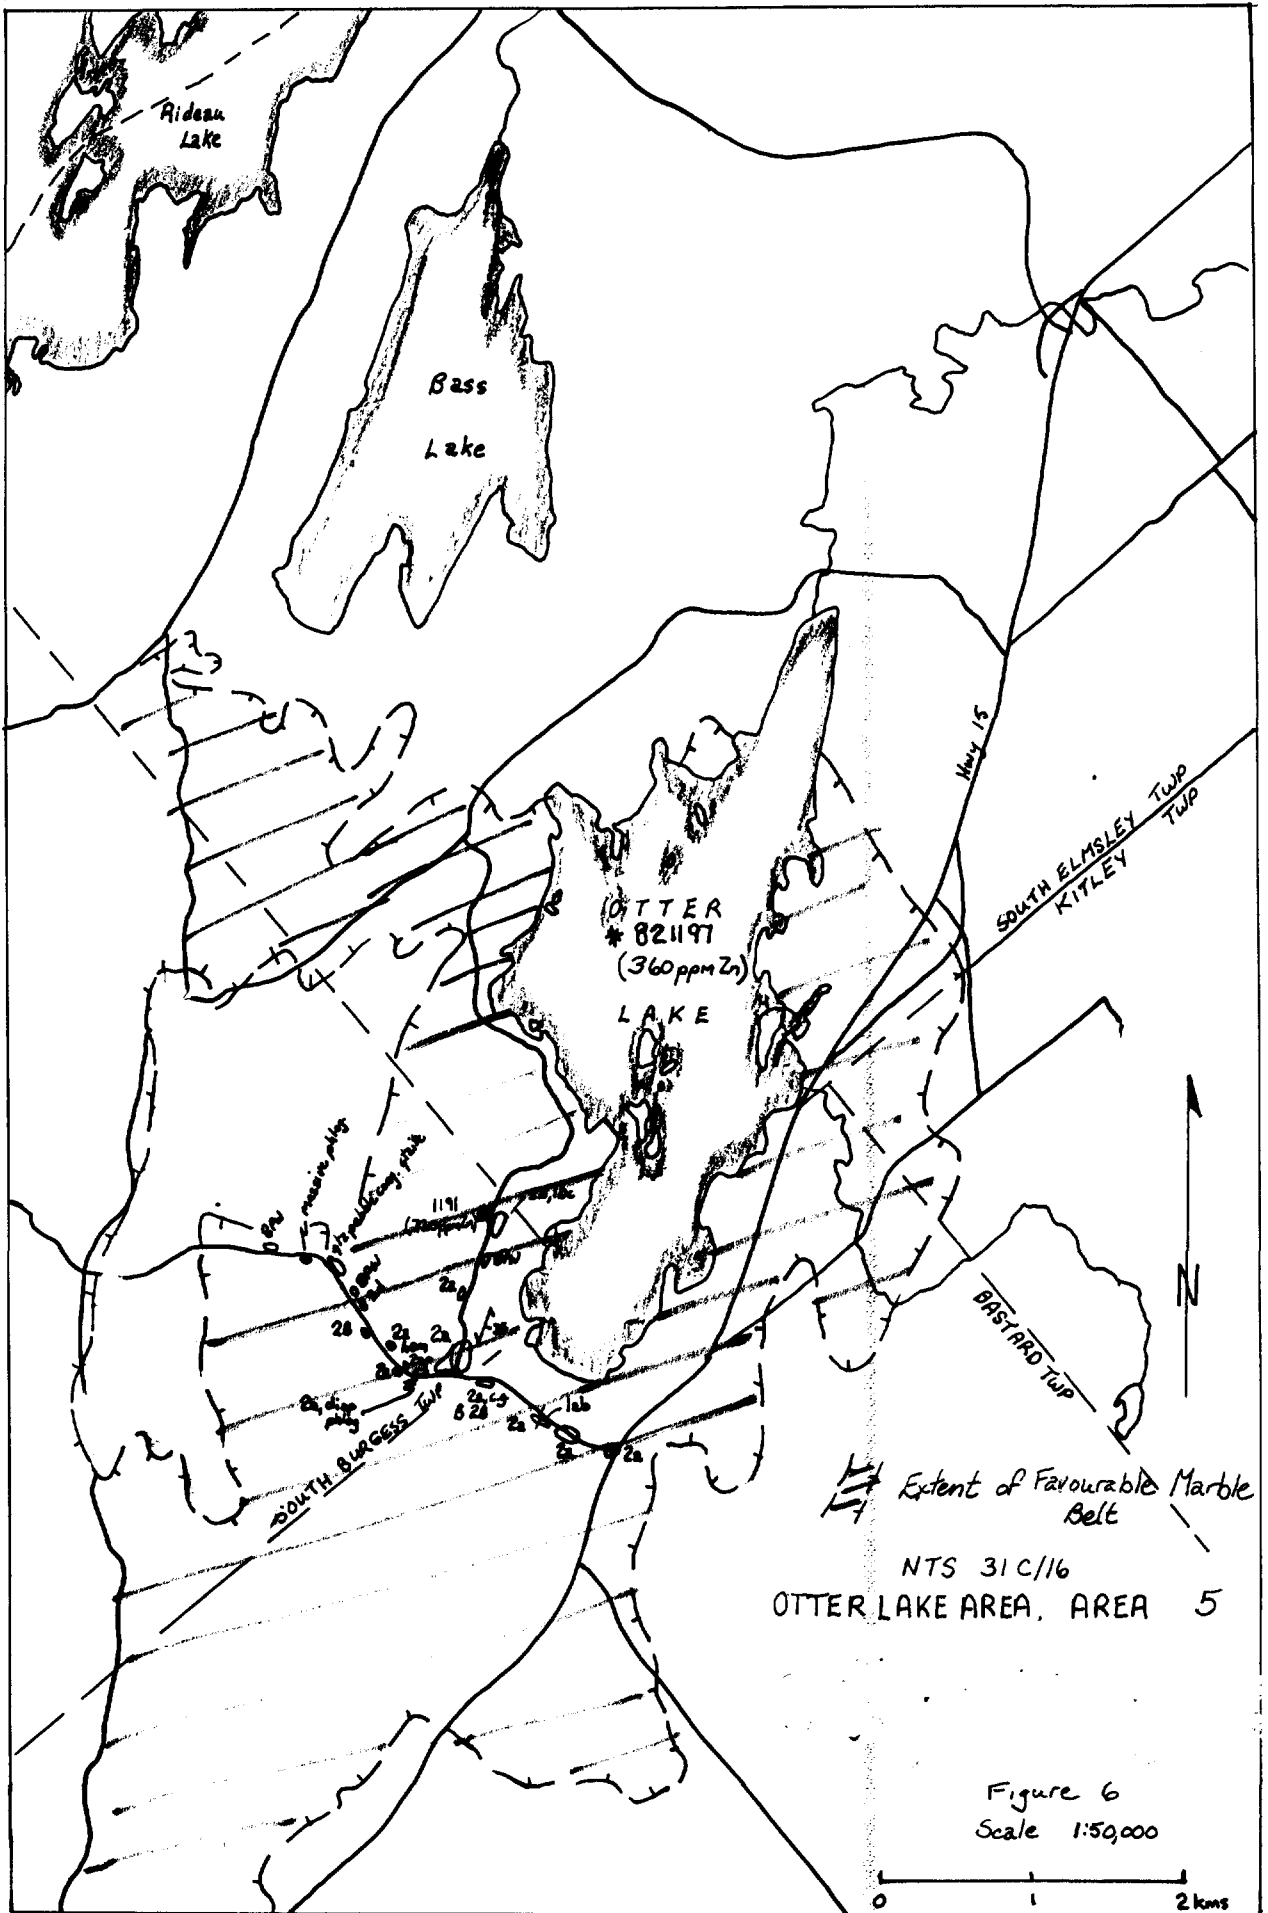 Rideau
Lake
Bass
Lake
Hwy 15
SOUTH ELMSLEY TWP
KITLEY TWP
OTTER
* 821197
(360 ppm Zn)
LAKE
massive phlog
1191
2a
2a
2a
2a
2a
1ab
2a
SOUTH BURGESS TWP
BASTARD TWP
N
Extent of Favourable Marble
Belt
NTS 31 C/16
OTTER LAKE AREA. AREA 5
Figure 6
Scale 1:50,000
0 1 2 kms